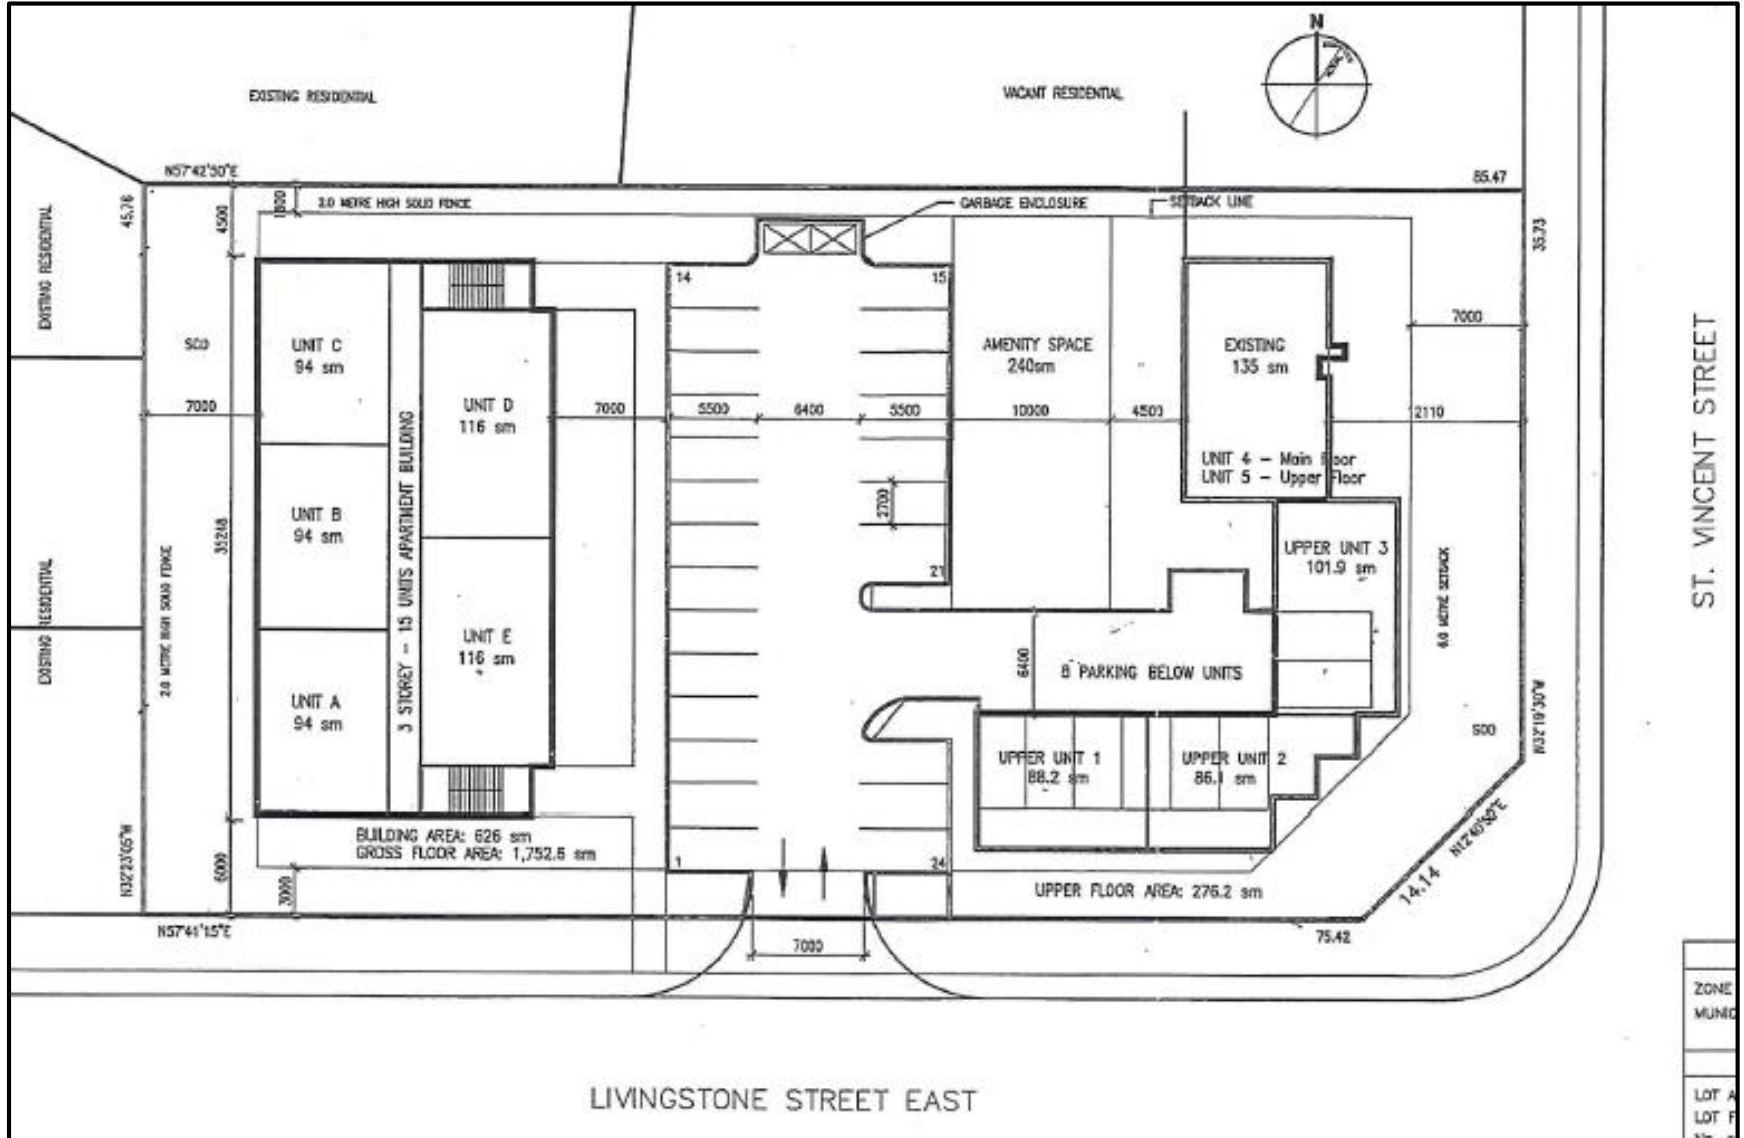 N
EXISTING RESIDENTIAL
VACANT RESIDENTIAL
N57°42'50"E
85.47
45.76
4500
1800
2.0 METRE HIGH SOLID FENCE
GARBAGE ENCLOSURE
SETBACK LINE
35.73
EXISTING RESIDENTIAL
14
15
7000
SOD
UNIT C
94 sm
AMENITY SPACE
240sm
EXISTING
135 sm
ST. VINCENT STREET
UNIT D
116 sm
7000
7000
5500
6400
5500
10000
4500
2110
3 STOREY - 15 UNITS APARTMENT BUILDING
UNIT 4 - Main Floor
UNIT 5 - Upper Floor
2700
UNIT B
94 sm
35248
UPPER UNIT 3
101.9 sm
EXISTING RESIDENTIAL
2.0 METRE HIGH SOLID FENCE
21
6.0 METRE SETBACK
UNIT E
116 sm
6400
8 PARKING BELOW UNITS
UNIT A
94 sm
N32°19'30"W
SOD
UPPER UNIT 1
88.2 sm
UPPER UNIT 2
86.1 sm
BUILDING AREA: 626 sm
GROSS FLOOR AREA: 1,752.6 sm
N32°23'05"W
6000
3000
1
24
UPPER FLOOR AREA: 276.2 sm
14.14
N12°40'50"E
N57°41'15"E
7000
75.42
ZONE
MUNIC
LIVINGSTONE STREET EAST
LOT A
LOT F